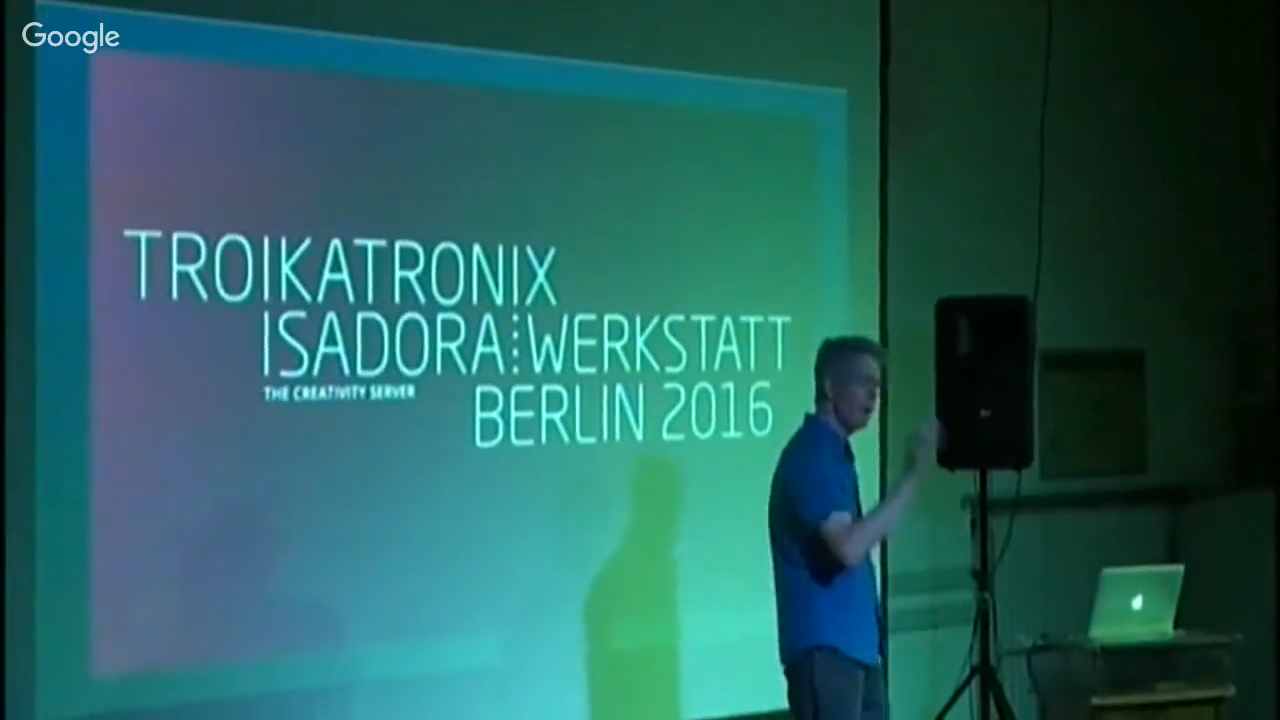 Google
TROIKATRONIX
ISADORA⋮WERKSTATT
THE CREATIVITY SERVER
BERLIN 2016